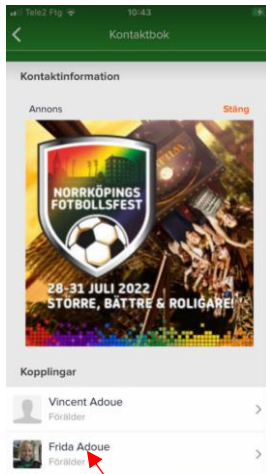 Tele2 Ftg 10:43
Kontaktbok
Kontaktinformation
Annons Stäng
NORRKÖPINGS
FOTBOLLSFEST
28-31 JULI 2022
STÖRRE, BÄTTRE & ROLIGARE!
Kopplingar
Vincent Adoue
Förälder
Frida Adoue
Förälder